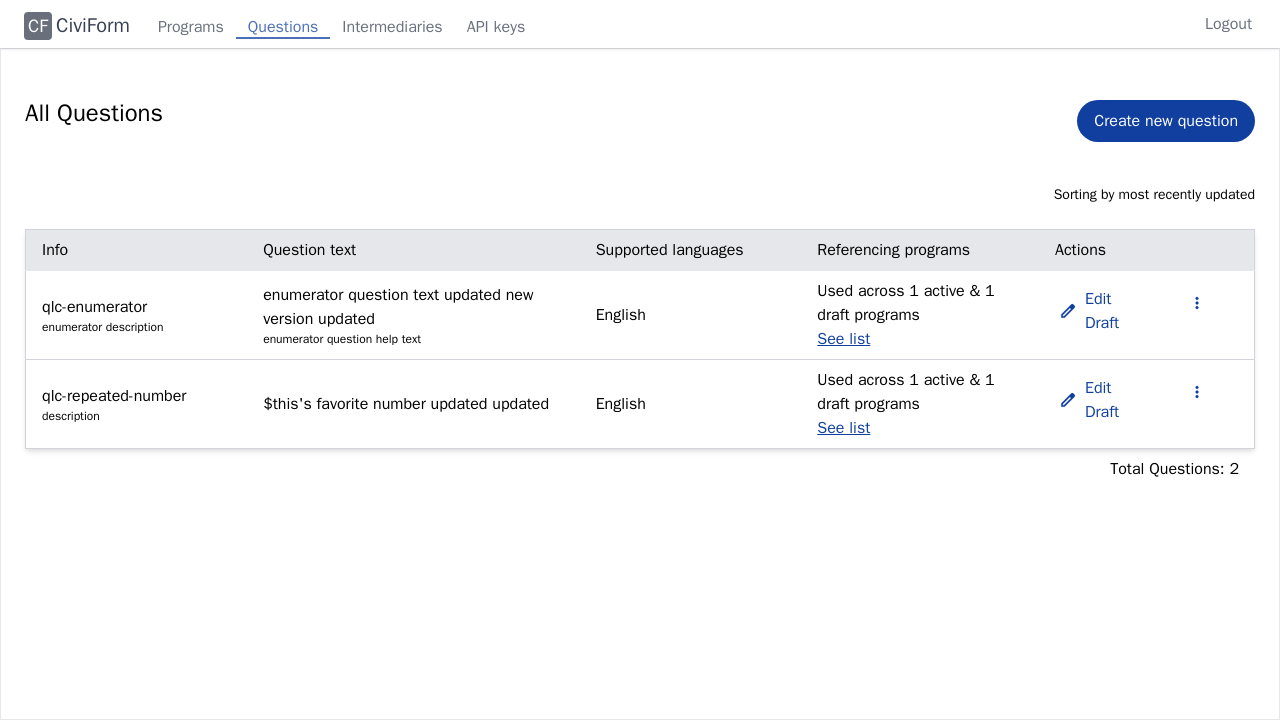 CF CiviForm Programs Questions Intermediaries API keys Logout
All Questions
Create new question
Sorting by most recently updated
Info Question text Supported languages Referencing programs Actions
qlc-enumerator
enumerator description
enumerator question text updated new
version updated
enumerator question help text
English
Used across 1 active & 1
draft programs
See list
Edit
Draft
qlc-repeated-number
description
$this's favorite number updated updated
English
Used across 1 active & 1
draft programs
See list
Edit
Draft
Total Questions: 2